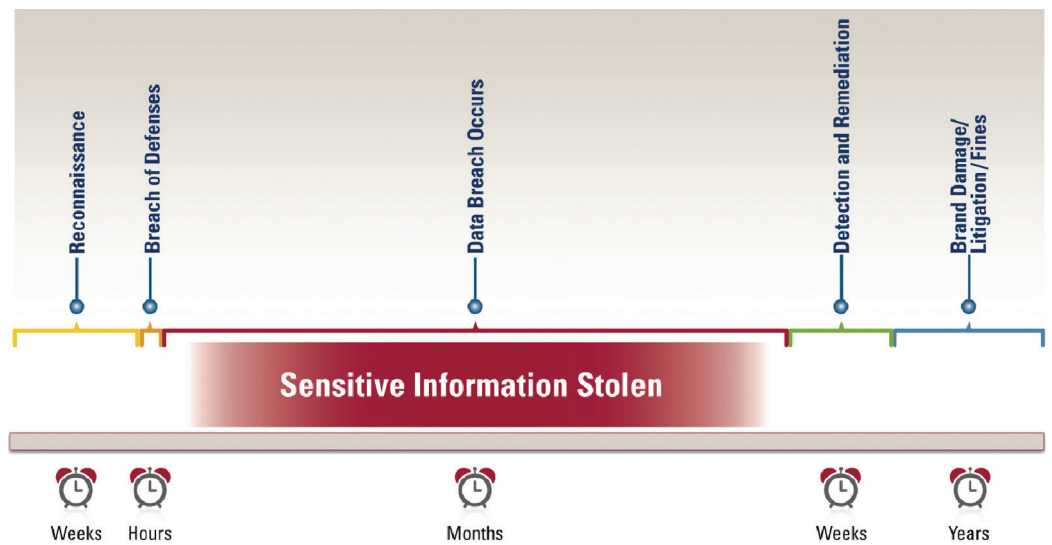 Reconnaissance
Breach of Defenses
Data Breach Occurs
Detection and Remediation
Brand Damage/
Litigation/Fines
Sensitive Information Stolen
Weeks
Hours
Months
Weeks
Years